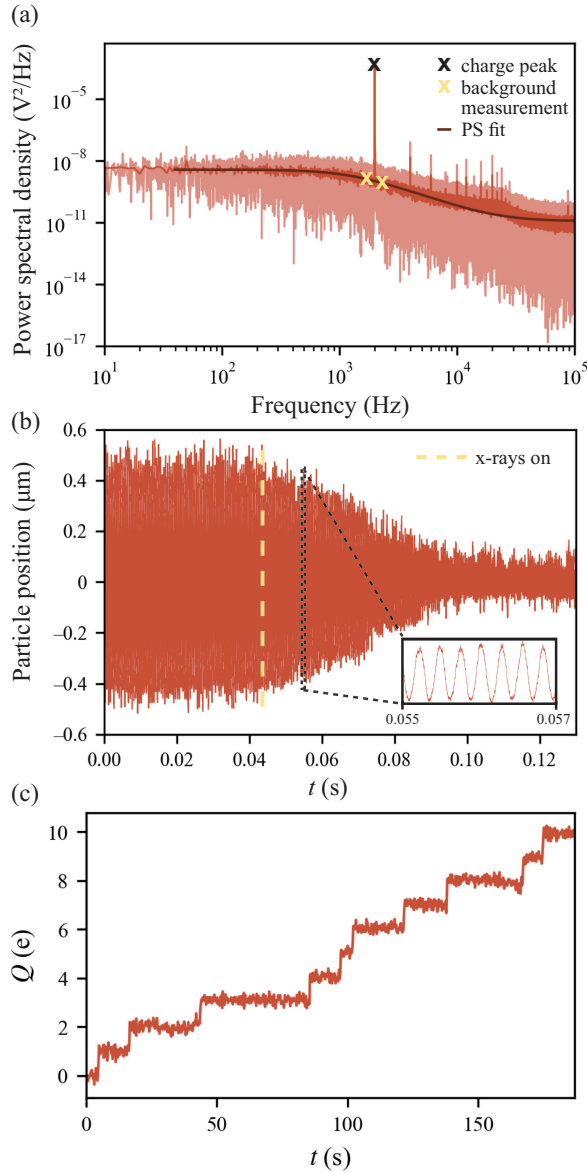 (a)
Power spectral density (V²/Hz)
10⁻⁵
10⁻⁸
10⁻¹¹
10⁻¹⁴
10⁻¹⁷
x charge peak
x background
measurement
PS fit
10¹ 10² 10³ 10⁴ 10⁵
Frequency (Hz)
(b)
Particle position (µm)
0.6
0.4
0.2
0
–0.2
–0.4
–0.6
x-rays on
0.055 0.057
0.00 0.02 0.04 0.06 0.08 0.10 0.12
t (s)
(c)
Q (e)
10
8
6
4
2
0
0 50 100 150
t (s)